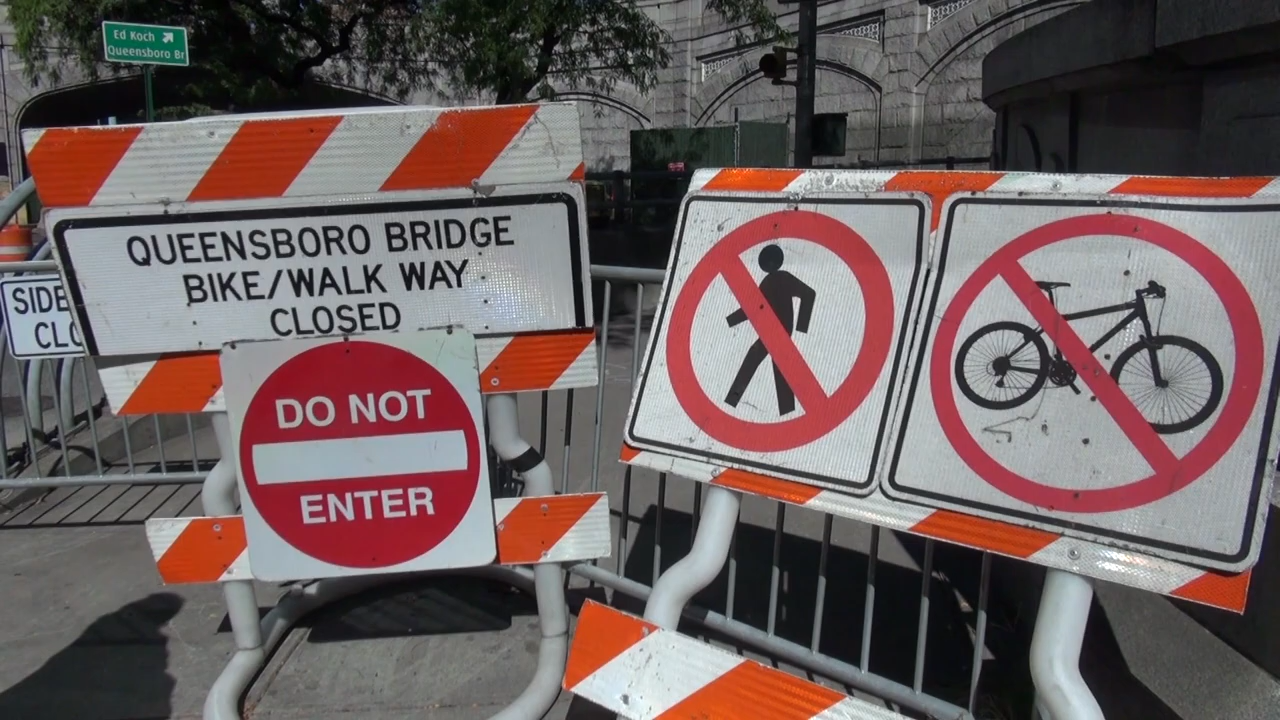 Ed Koch
Queensboro Br
QUEENSBORO BRIDGE
BIKE/WALK WAY
CLOSED
SIDE
CLO
DO NOT
ENTER